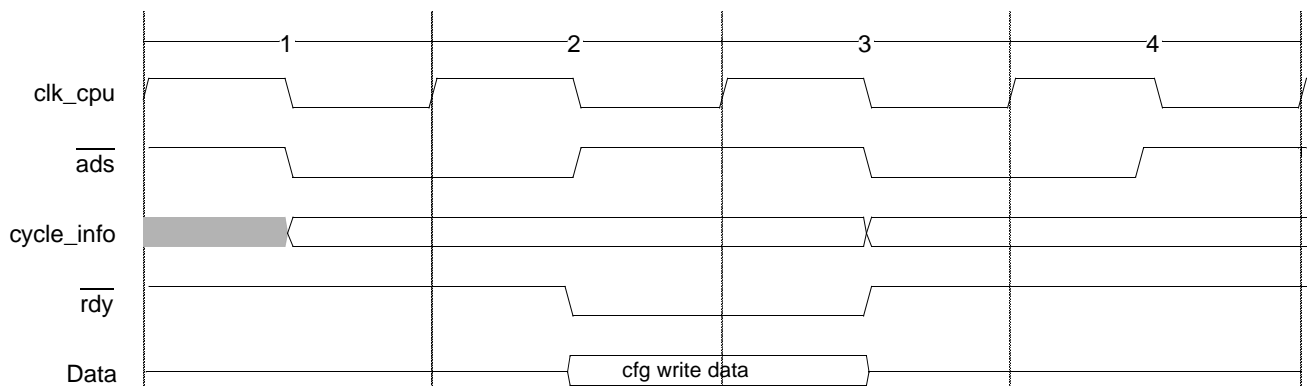 1 2 3 4
clk_cpu
ads
cycle_info
rdy
Data cfg write data